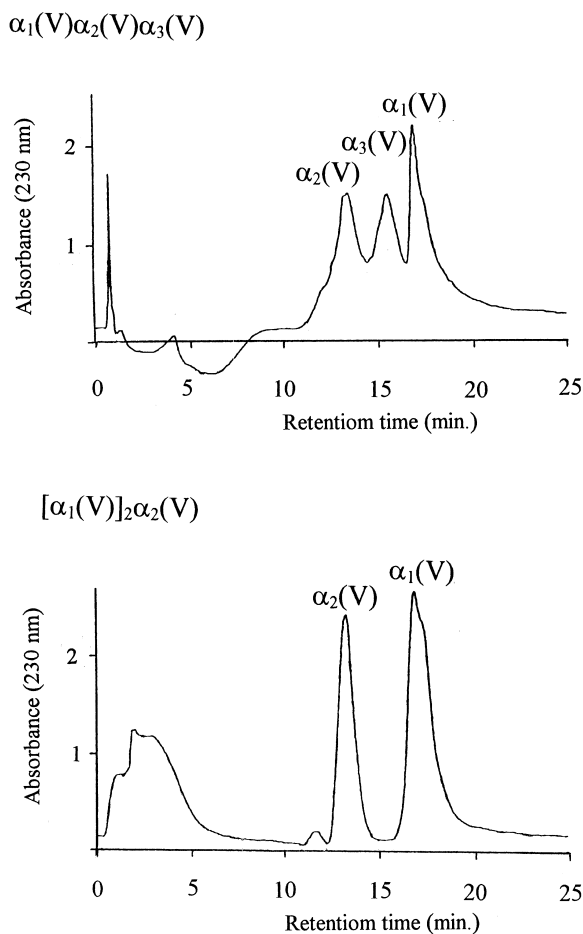 α₁(V)α₂(V)α₃(V)
α₁(V)
α₃(V)
α₂(V)
2
1
Absorbance (230 nm)
0 5 10 15 20 25
Retentiom time (min.)
[α₁(V)]₂α₂(V)
α₁(V)
α₂(V)
2
1
Absorbance (230 nm)
0 5 10 15 20 25
Retentiom time (min.)